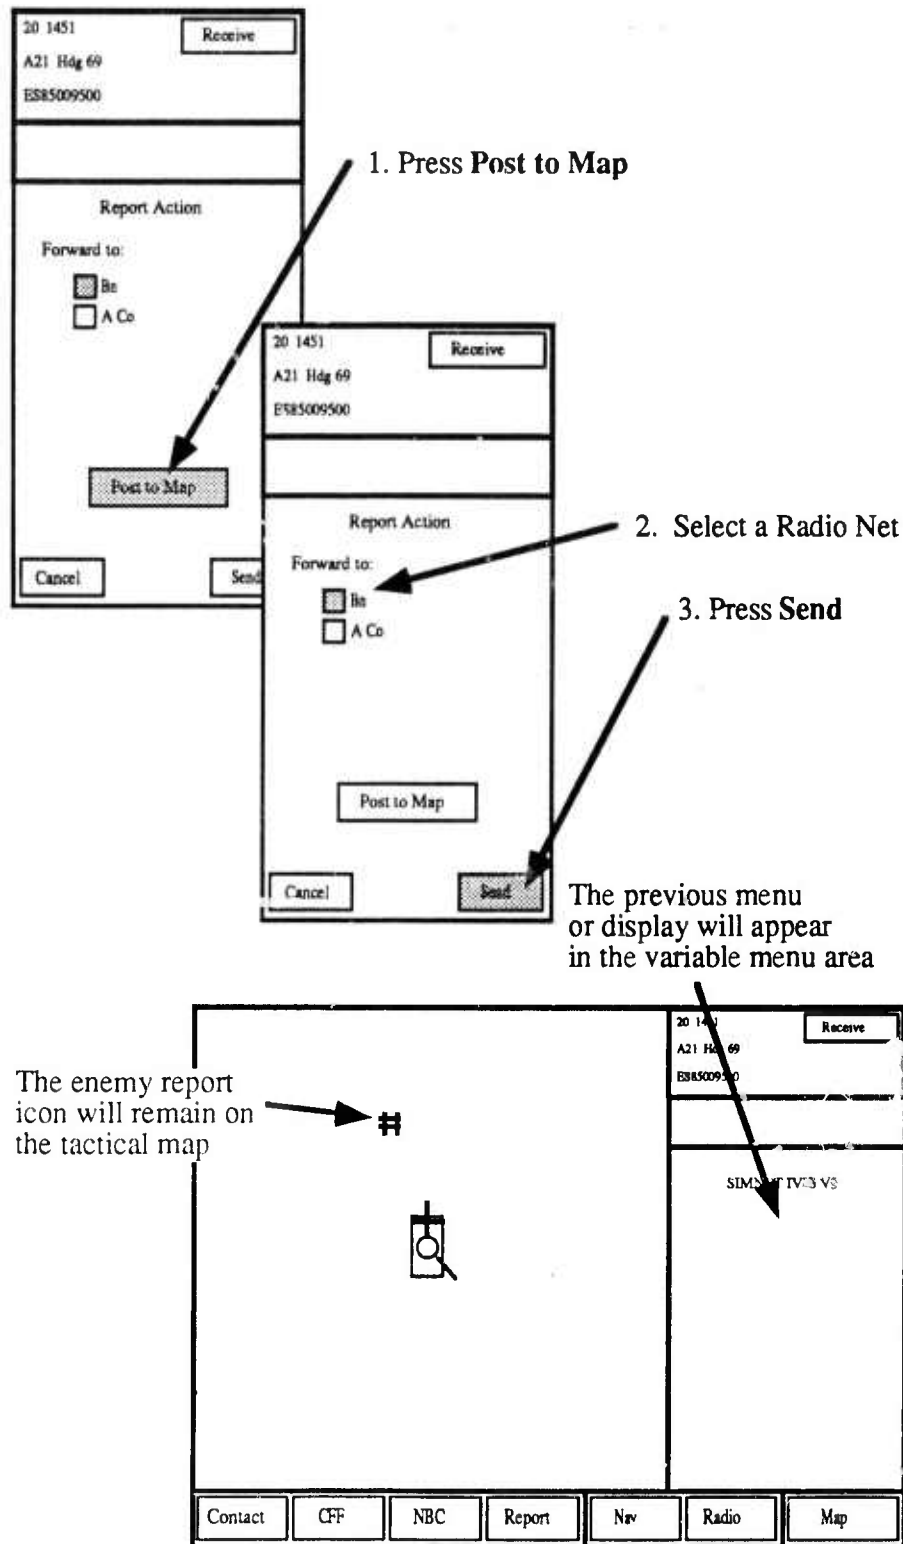 20 1451
Receive
A21 Hdg 69
ES85009500
1. Press Post to Map
Report Action
Forward to:
Bn
A Co
Post to Map
Cancel
Send
20 1451
Receive
A21 Hdg 69
ES85009500
Report Action
2. Select a Radio Net
Forward to:
Bn
A Co
3. Press Send
Post to Map
Cancel
Send
The previous menu
or display will appear
in the variable menu area
20
Receive
A21 69
The enemy report
icon will remain on
the tactical map
Contact
CFF
NBC
Report
Nav
Radio
Map